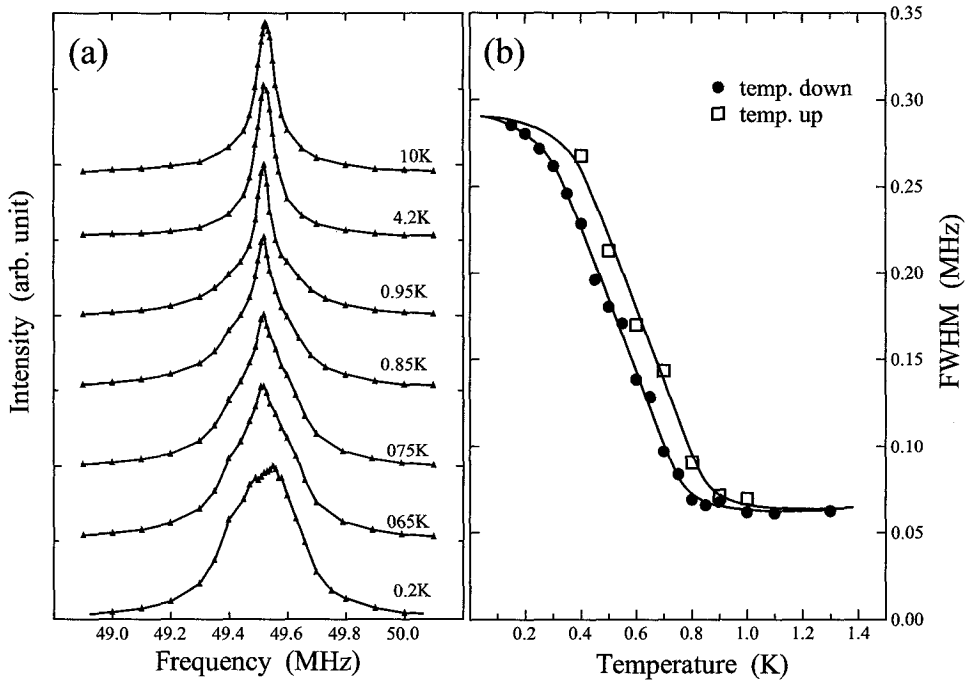 (a)
10K
4.2K
0.95K
0.85K
075K
065K
0.2K
Intensity (arb. unit)
49.0 49.2 49.4 49.6 49.8 50.0
Frequency (MHz)
(b)
temp. down
temp. up
0.35
0.30
0.25
0.20
0.15
0.10
0.05
0.00
FWHM (MHz)
0.2 0.4 0.6 0.8 1.0 1.2 1.4
Temperature (K)